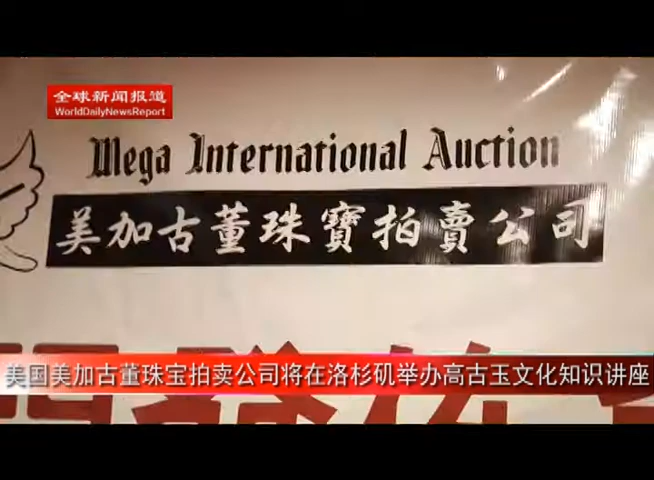 全球新闻报道
WorldDailyNewsReport
Mega International Auction
美加古董珠寶拍賣公司
美国美加古董珠宝拍卖公司将在洛杉矶举办高古玉文化知识讲座